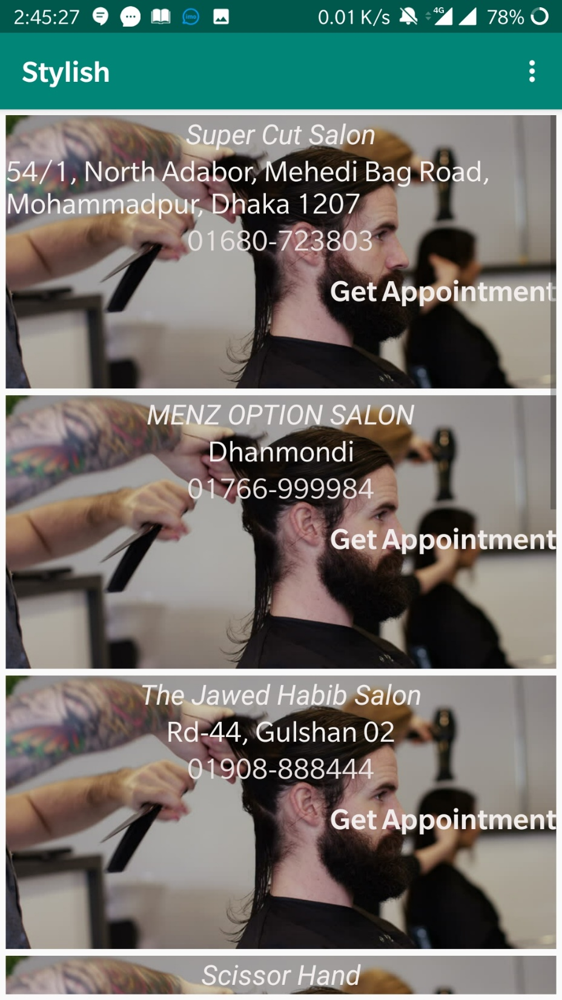 2:45:27 imo 0.01 K/s 4G 78%
Stylish
Super Cut Salon
54/1, North Adabor, Mehedi Bag Road,
Mohammadpur, Dhaka 1207
01680-723803
Get Appointment
MENZ OPTION SALON
Dhanmondi
01766-999984
Get Appointment
The Jawed Habib Salon
Rd-44, Gulshan 02
01908-888444
Get Appointment
Scissor Hand